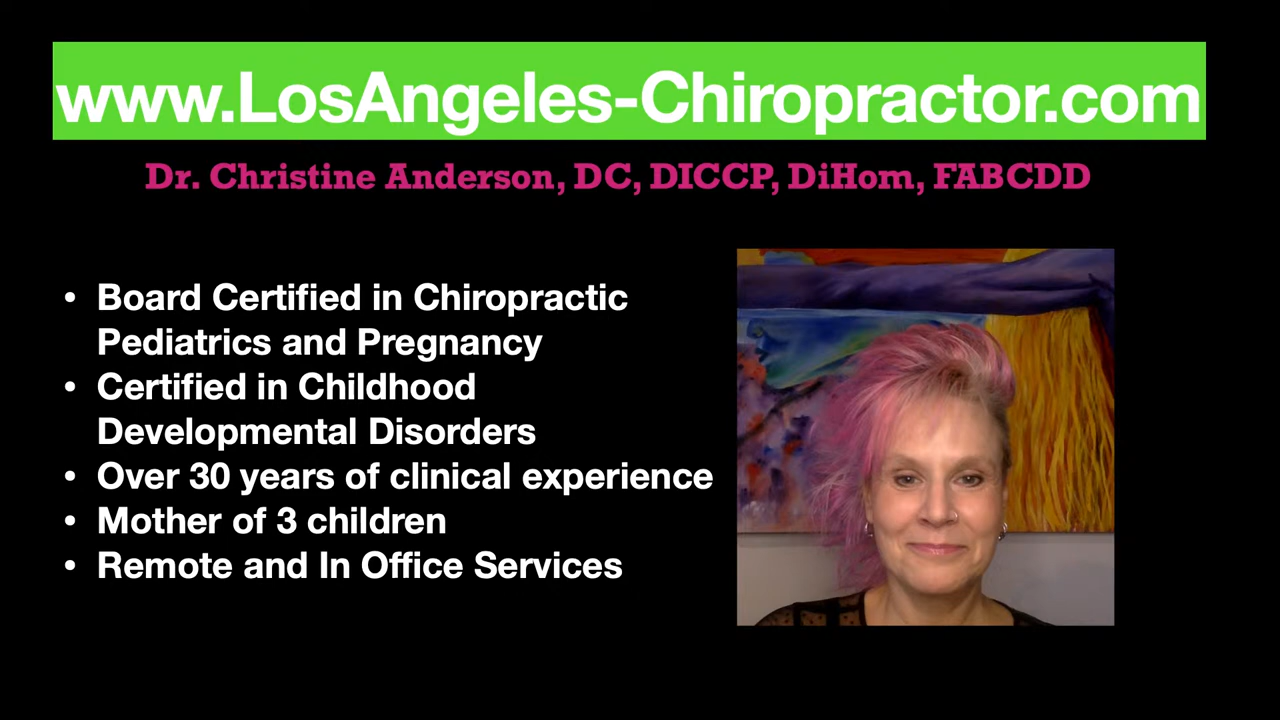 www.LosAngeles-Chiropractor.com
Dr. Christine Anderson, DC, DICCP, DiHom, FABCDD
• Board Certified in Chiropractic
Pediatrics and Pregnancy
• Certified in Childhood
Developmental Disorders
• Over 30 years of clinical experience
• Mother of 3 children
• Remote and In Office Services